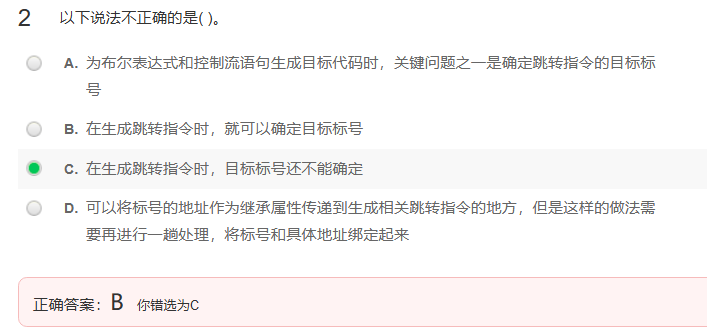 2 以下说法不正确的是( )。
A. 为布尔表达式和控制流语句生成目标代码时，关键问题之一是确定跳转指令的目标标
号
B. 在生成跳转指令时，就可以确定目标标号
C. 在生成跳转指令时，目标标号还不能确定
D. 可以将标号的地址作为继承属性传递到生成相关跳转指令的地方，但是这样的做法需
要再进行一趟处理，将标号和具体地址绑定起来
正确答案：B 你错选为C